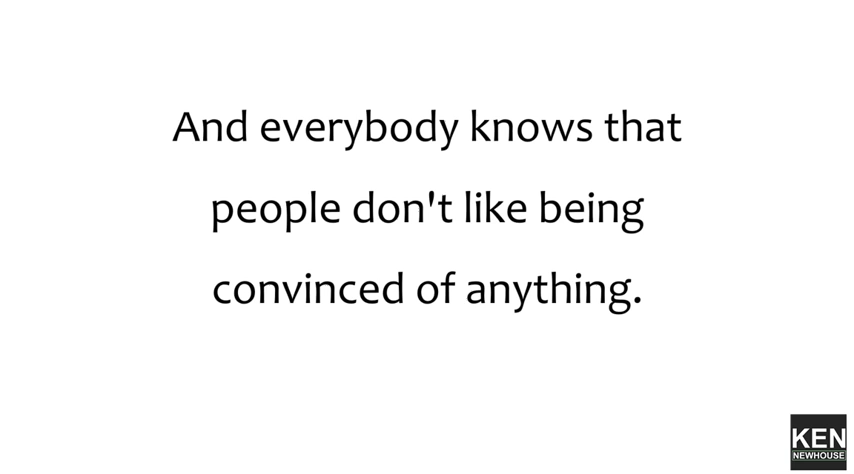 And everybody knows that
people don't like being
convinced of anything.
KEN
NEWHOUSE